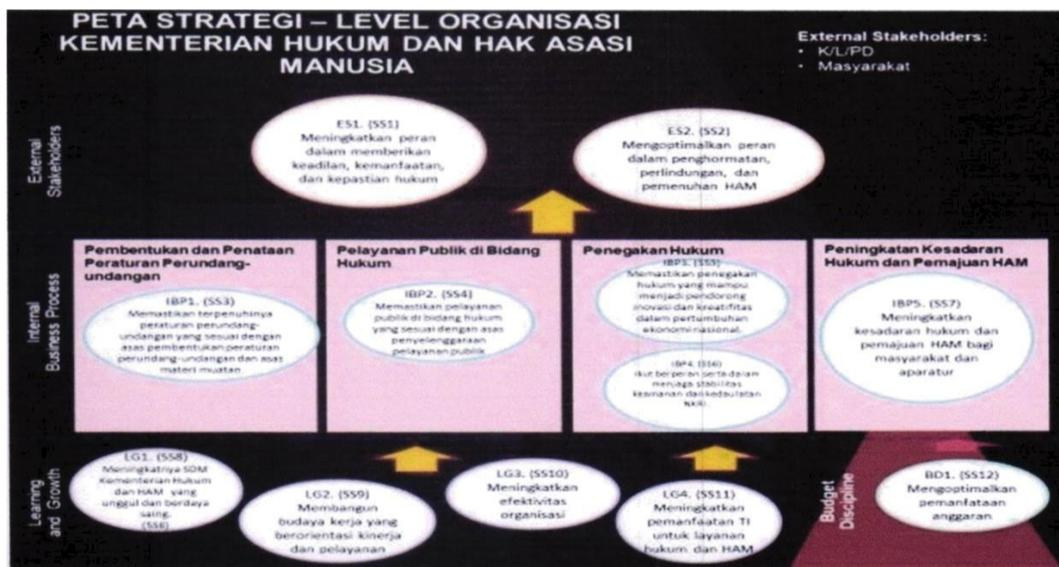 PETA STRATEGI – LEVEL ORGANISASI
KEMENTERIAN HUKUM DAN HAK ASASI
MANUSIA
External Stakeholders:
• K/L/PD
• Masyarakat
External
Stakeholders
ES1. (SS1)
Meningkatkan peran
dalam memberikan
keadilan, kemanfaatan,
dan kepastian hukum
ES2. (SS2)
Mengoptimalkan peran
dalam penghormatan,
perlindungan, dan
pemenuhan HAM
Internal
Business Process
Pembentukan dan Penataan
Peraturan Perundang-
undangan
IBP1. (SS3)
Memastikan terpenuhinya
peraturan perundang-
undangan yang sesuai dengan
asas pembentukan peraturan
perundang-undangan dan asas
materi muatan
Pelayanan Publik di Bidang
Hukum
IBP2. (SS4)
Memastikan pelayanan
publik di bidang hukum
yang sesuai dengan asas
penyelenggaraan
pelayanan publik
Penegakan Hukum
IBP3. (SS5)
Memastikan penegakan
hukum yang mampu
menjadi pendorong
inovasi dan kreatifitas
dalam pertumbuhan
ekonomi nasional.
IBP4. (SS6)
Ikut berperan serta dalam
menjaga stabilitas
keamanan dan kedaulatan
NKRI.
Peningkatan Kesadaran
Hukum dan Pemajuan HAM
IBP5. (SS7)
Meningkatkan
kesadaran hukum dan
pemajuan HAM bagi
masyarakat dan
aparatur
Learning
and Growth
LG1. (SS8)
Meningkatnya SDM
Kementerian Hukum
dan HAM yang
unggul dan berdaya
saing.
(SS8)
LG2. (SS9)
Membangun
budaya kerja yang
berorientasi kinerja
dan pelayanan
LG3. (SS10)
Meningkatkan
efektivitas
organisasi
LG4. (SS11)
Meningkatkan
pemanfaatan TI
untuk layanan
hukum dan HAM
Budget
Discipline
BD1. (SS12)
Mengoptimalkan
pemanfataan
anggaran